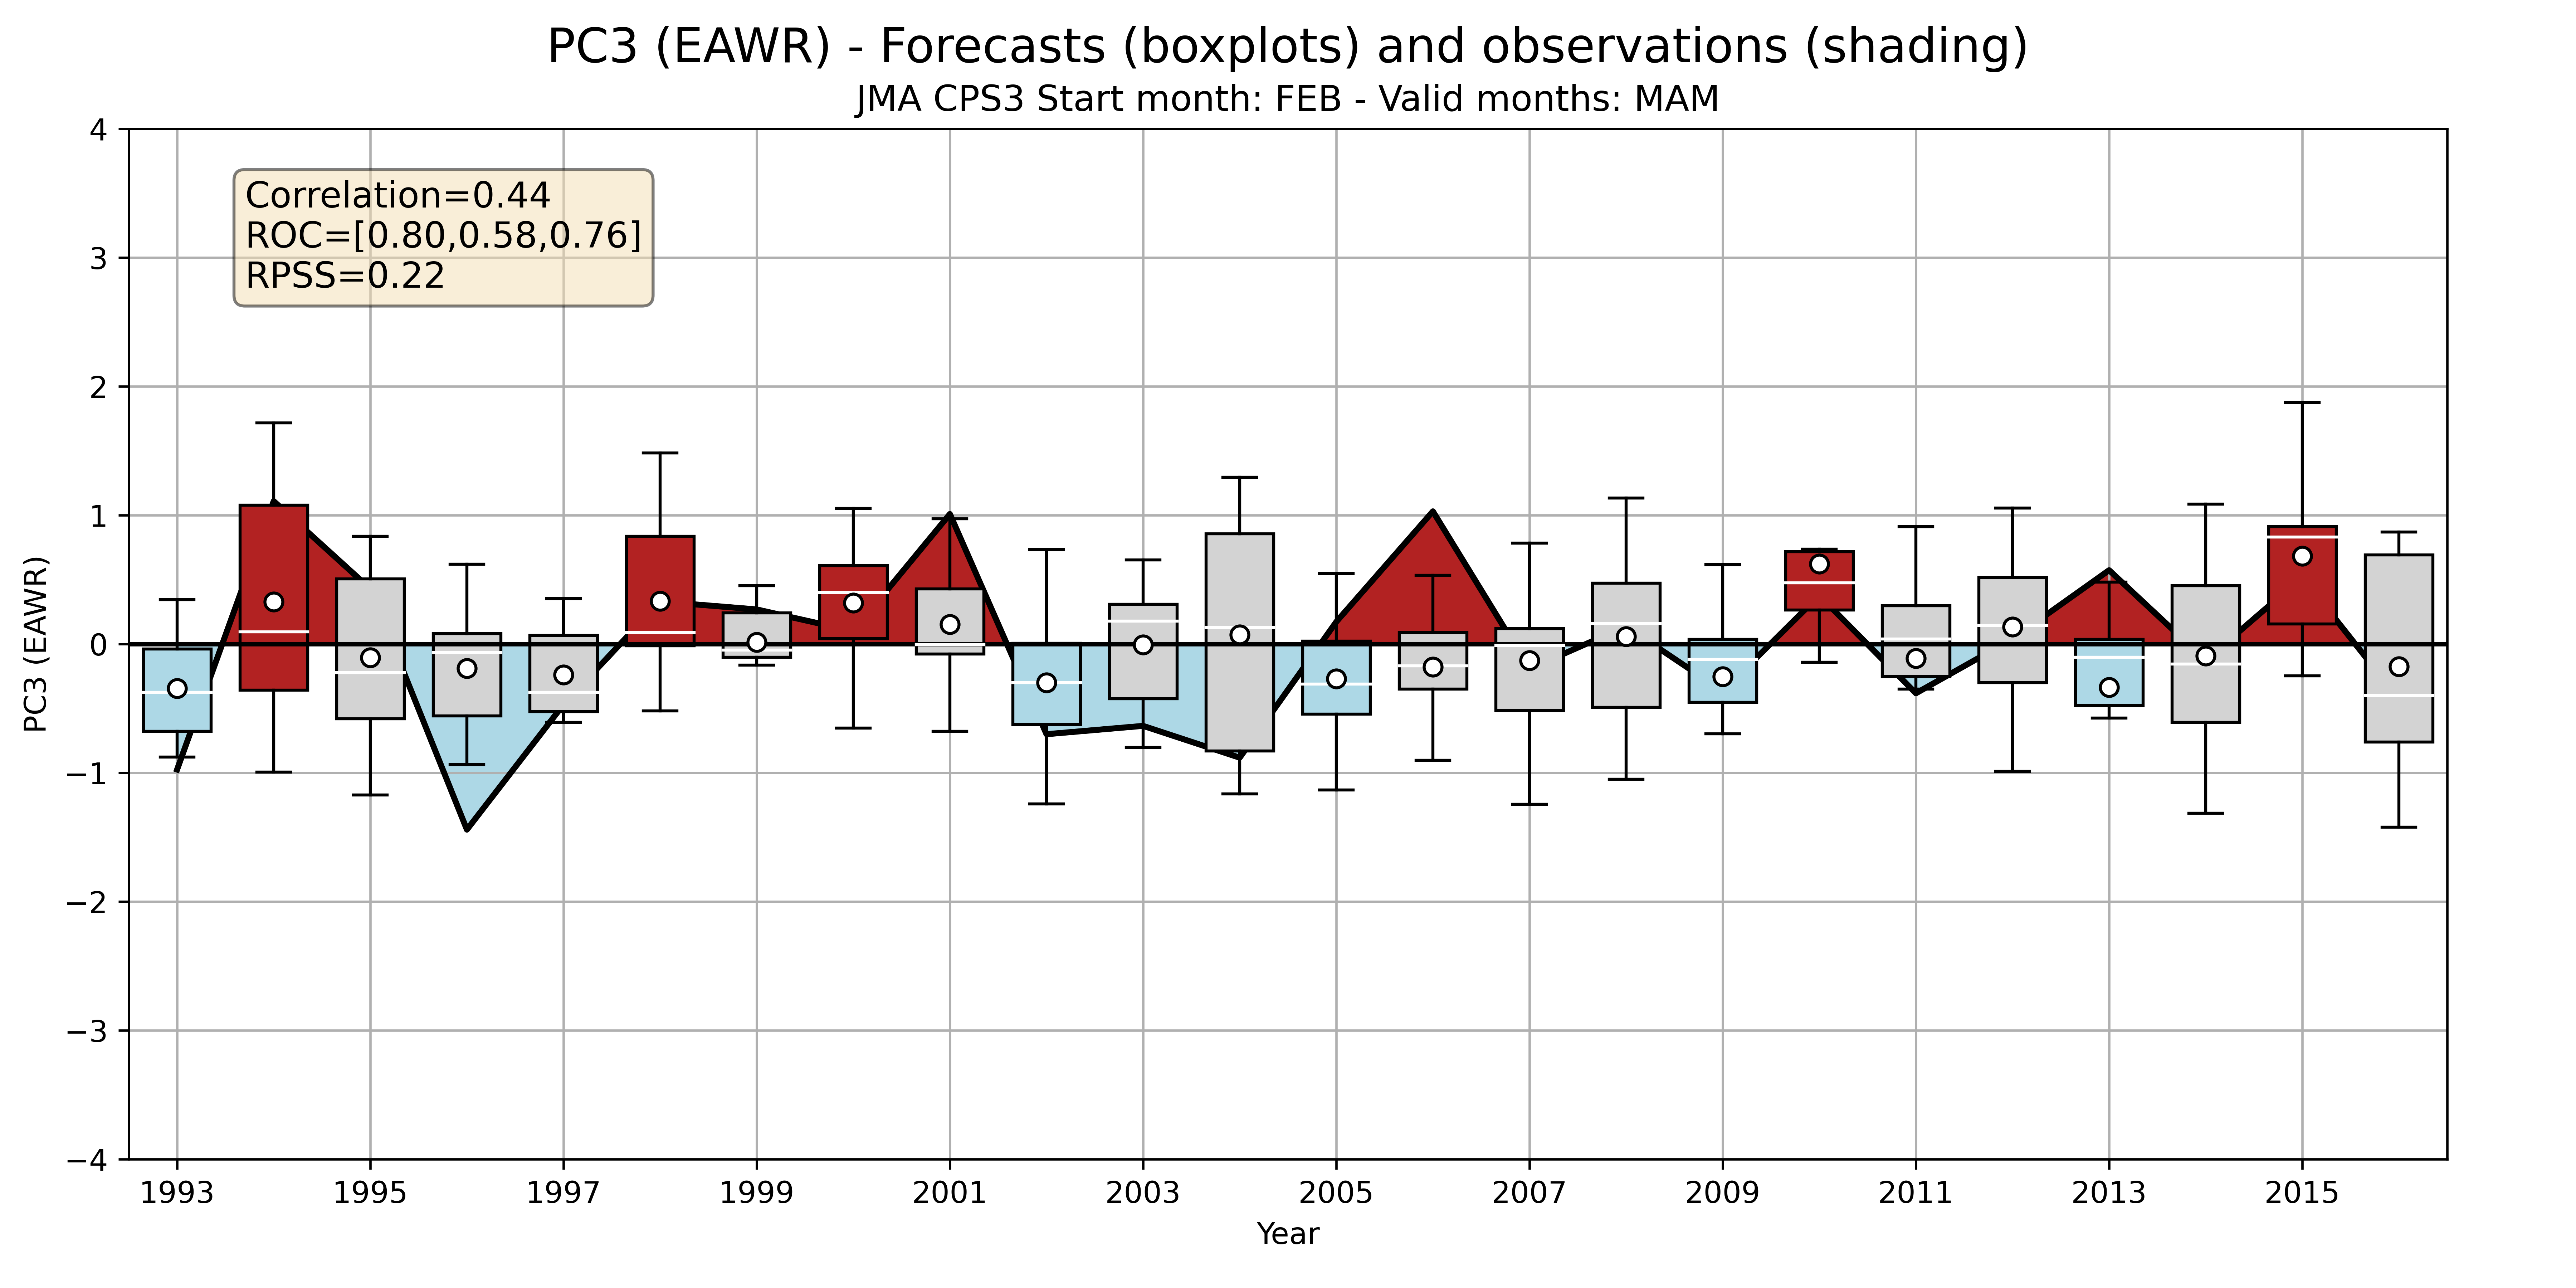 PC3 (EAWR) - Forecasts (boxplots) and observations (shading)
JMA CPS3 Start month: FEB - Valid months: MAM
Correlation=0.44
ROC=[0.80,0.58,0.76]
RPSS=0.22
PC3 (EAWR)
4
3
2
1
0
−1
−2
−3
−4
1993 1995 1997 1999 2001 2003 2005 2007 2009 2011 2013 2015
Year